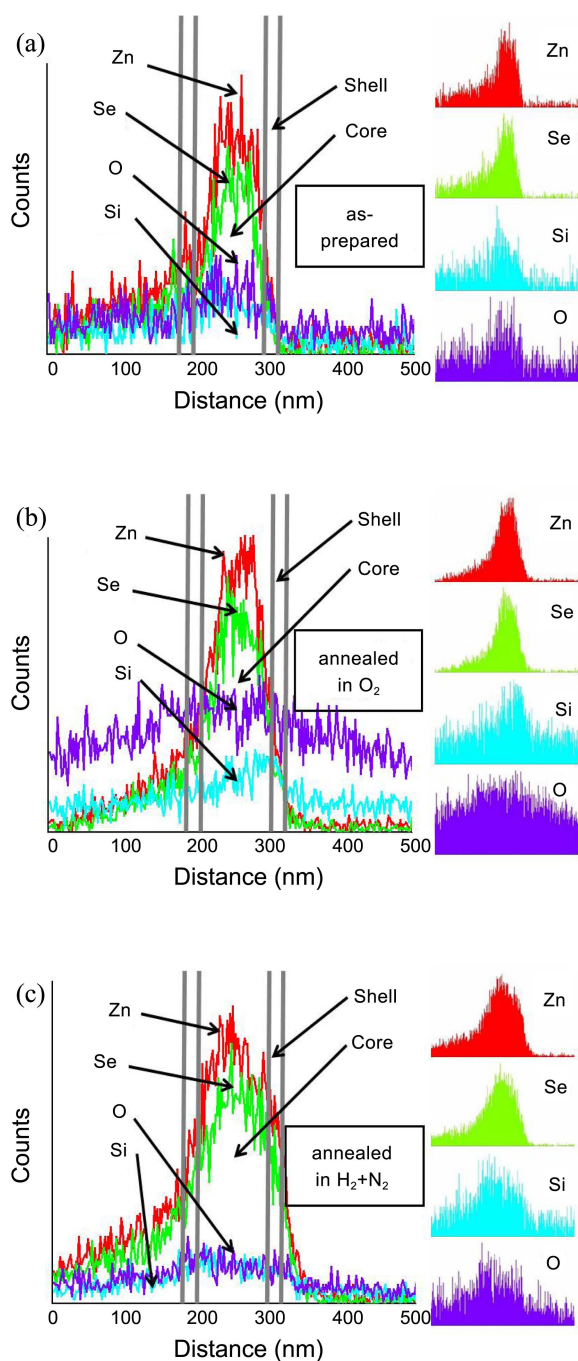 (a)
Zn
Se
O
Si
Shell
Core
as-
prepared
Counts
0 100 200 300 400 500
Distance (nm)
Zn
Se
Si
O
(b)
Zn
Se
O
Si
Shell
Core
annealed
in O₂
Counts
0 100 200 300 400 500
Distance (nm)
Zn
Se
Si
O
(c)
Zn
Se
O
Si
Shell
Core
annealed
in H₂+N₂
Counts
0 100 200 300 400 500
Distance (nm)
Zn
Se
Si
O